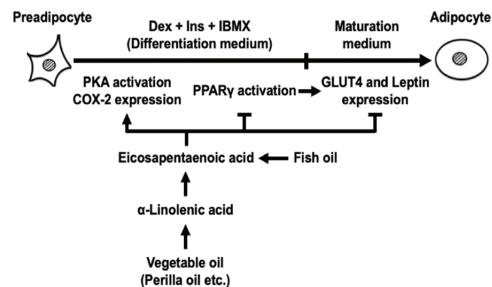 Preadipocyte
Dex + Ins + IBMX
(Differentiation medium)
Maturation
medium
Adipocyte
PKA activation
COX-2 expression
PPARγ activation
GLUT4 and Leptin
expression
Eicosapentaenoic acid
Fish oil
α-Linolenic acid
Vegetable oil
(Perilla oil etc.)